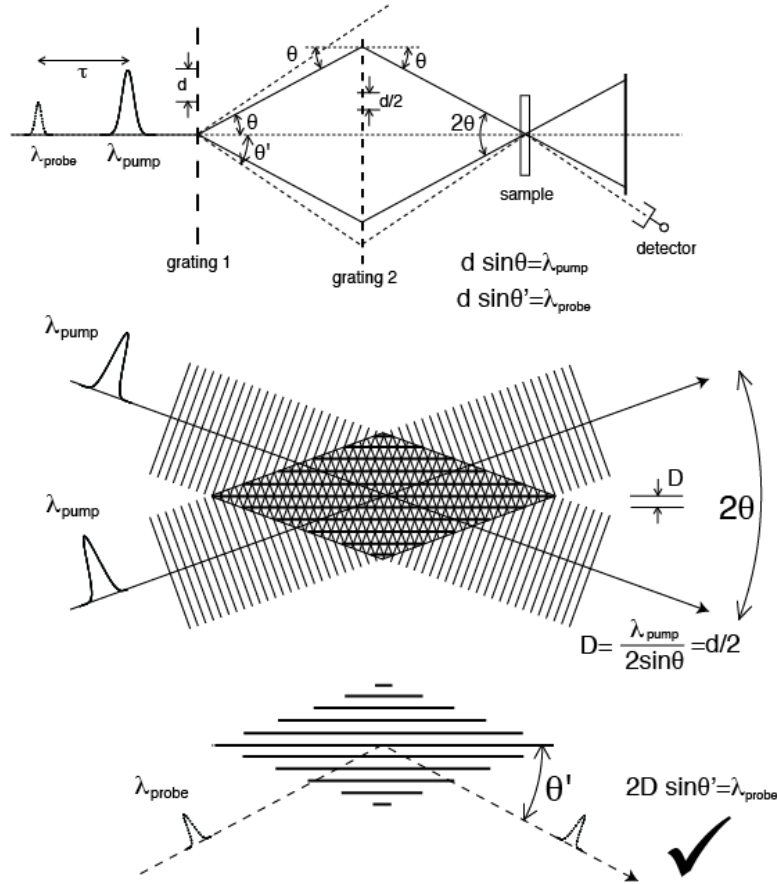 θ
θ
τ
d
d/2
θ
2θ
θ'
λprobe
λpump
sample
detector
grating 1
grating 2
d sinθ=λpump
d sinθ'=λprobe
λpump
D
λpump
2θ
D= λpump / 2sinθ =d/2
λprobe
θ'
2D sinθ'=λprobe